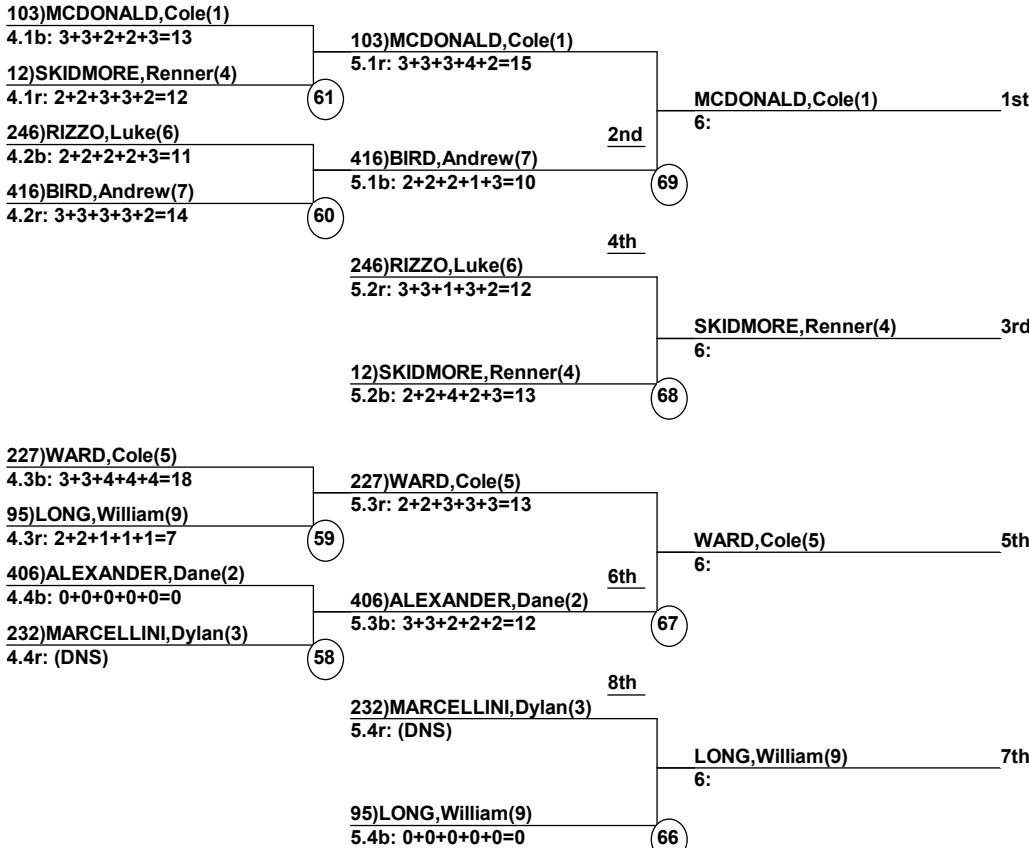 103)MCDONALD,Cole(1)
4.1b: 3+3+2+2+3=13
12)SKIDMORE,Renner(4)
4.1r: 2+2+3+3+2=12
61
246)RIZZO,Luke(6)
4.2b: 2+2+2+2+3=11
416)BIRD,Andrew(7)
4.2r: 3+3+3+3+2=14
60
103)MCDONALD,Cole(1)
5.1r: 3+3+3+4+2=15
416)BIRD,Andrew(7)
5.1b: 2+2+2+1+3=10
2nd
69
MCDONALD,Cole(1)
6:
1st
246)RIZZO,Luke(6)
5.2r: 3+3+1+3+2=12
12)SKIDMORE,Renner(4)
5.2b: 2+2+4+2+3=13
4th
68
SKIDMORE,Renner(4)
6:
3rd
227)WARD,Cole(5)
4.3b: 3+3+4+4+4=18
95)LONG,William(9)
4.3r: 2+2+1+1+1=7
59
406)ALEXANDER,Dane(2)
4.4b: 0+0+0+0+0=0
232)MARCELLINI,Dylan(3)
4.4r: (DNS)
58
227)WARD,Cole(5)
5.3r: 2+2+3+3+3=13
406)ALEXANDER,Dane(2)
5.3b: 3+3+2+2+2=12
6th
67
WARD,Cole(5)
6:
5th
232)MARCELLINI,Dylan(3)
5.4r: (DNS)
95)LONG,William(9)
5.4b: 0+0+0+0+0=0
8th
66
LONG,William(9)
6:
7th